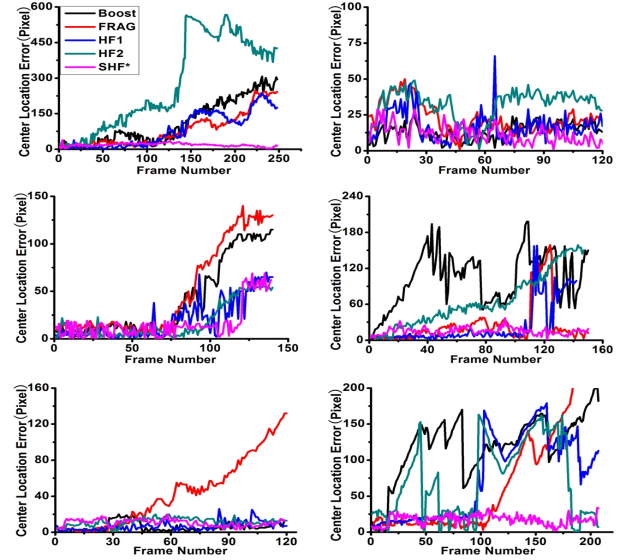 Boost
FRAG
HF1
HF2
SHF*
Center Location Error(Pixel)
600
450
300
150
0
0 50 100 150 200 250
Frame Number
Center Location Error(Pixel)
100
75
50
25
0
0 30 60 90 120
Frame Number
Center Location Error(Pixel)
150
100
50
0
0 50 100 150
Frame Number
Center Location Error(Pixel)
240
180
120
60
0
0 40 80 120 160
Frame Number
Center Location Error(Pixel)
160
120
80
40
0
0 30 60 90 120
Frame Number
Center Location Error(Pixel)
200
150
100
50
0
0 50 100 150 200
Frame Number